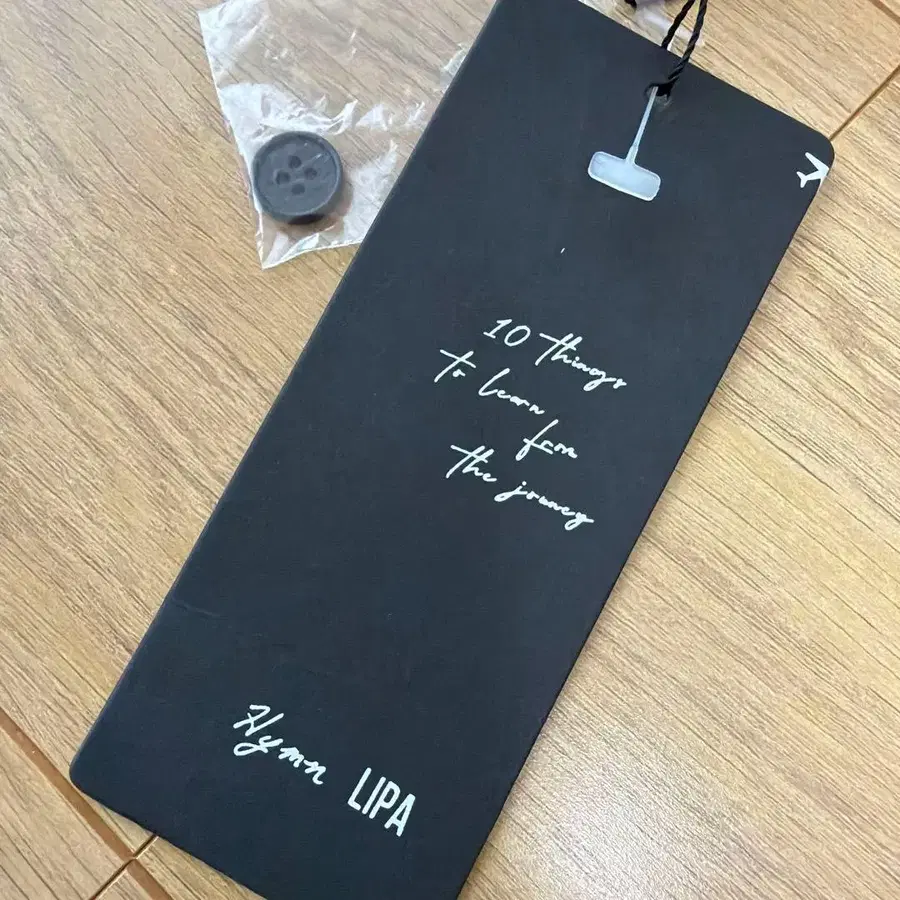 10 things
to learn
from
the journey
Hymn LIPA